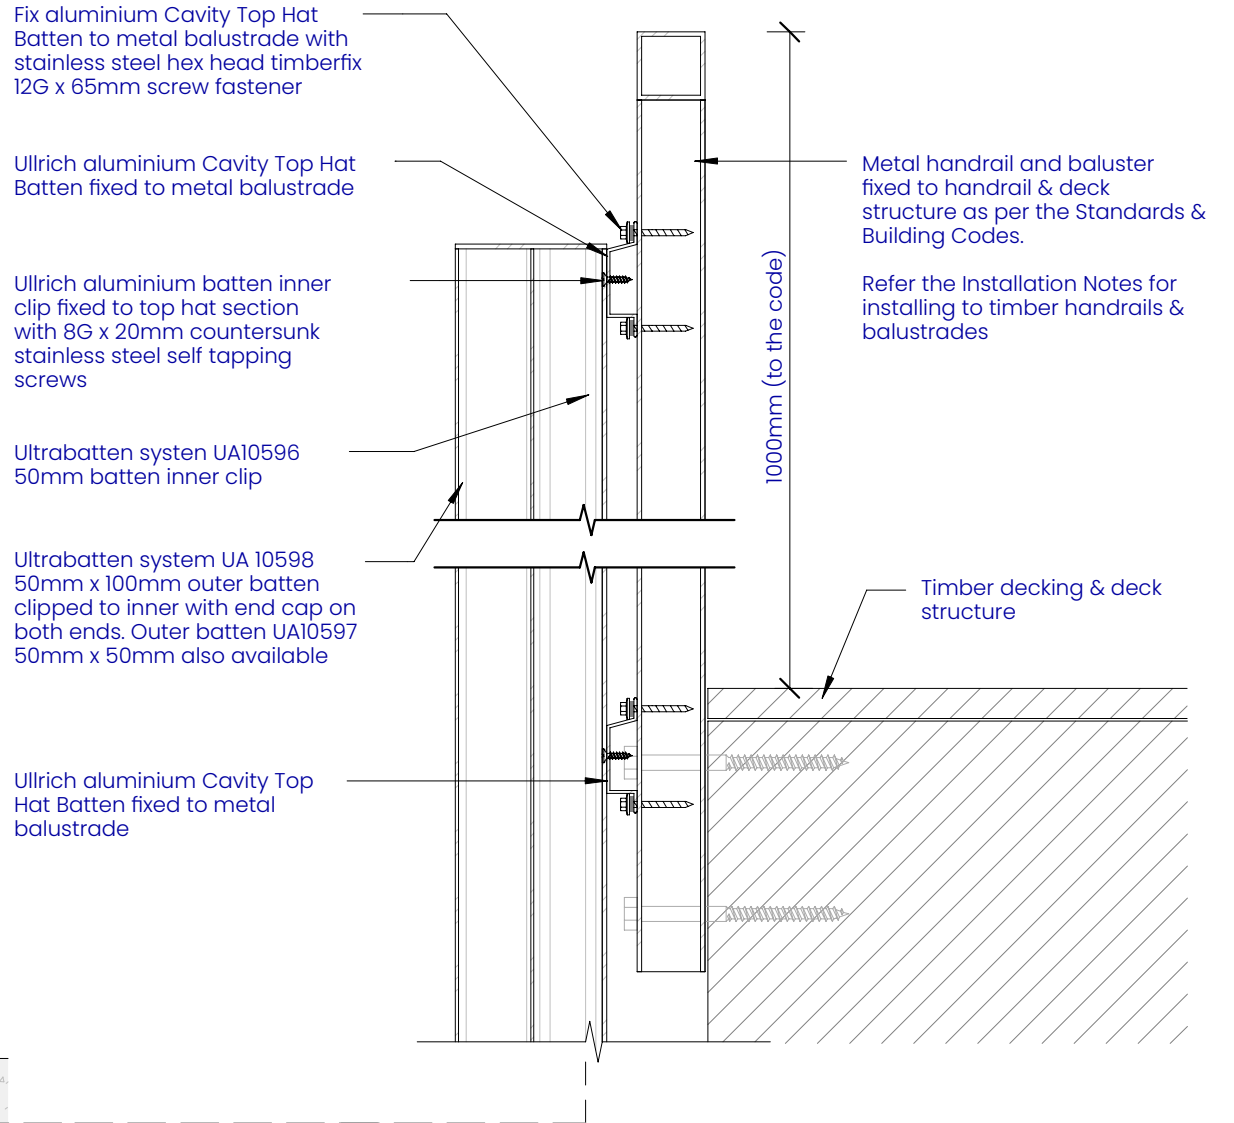 Fix aluminium Cavity Top Hat
Batten to metal balustrade with
stainless steel hex head timberfix
12G x 65mm screw fastener
Ullrich aluminium Cavity Top Hat
Batten fixed to metal balustrade
Ullrich aluminium batten inner
clip fixed to top hat section
with 8G x 20mm countersunk
stainless steel self tapping
screws
Ultrabatten systen UA10596
50mm batten inner clip
Ultrabatten system UA 10598
50mm x 100mm outer batten
clipped to inner with end cap on
both ends. Outer batten UA10597
50mm x 50mm also available
Ullrich aluminium Cavity Top
Hat Batten fixed to metal
balustrade
1000mm (to the code)
Metal handrail and baluster
fixed to handrail & deck
structure as per the Standards &
Building Codes.
Refer the Installation Notes for
installing to timber handrails &
balustrades
Timber decking & deck
structure